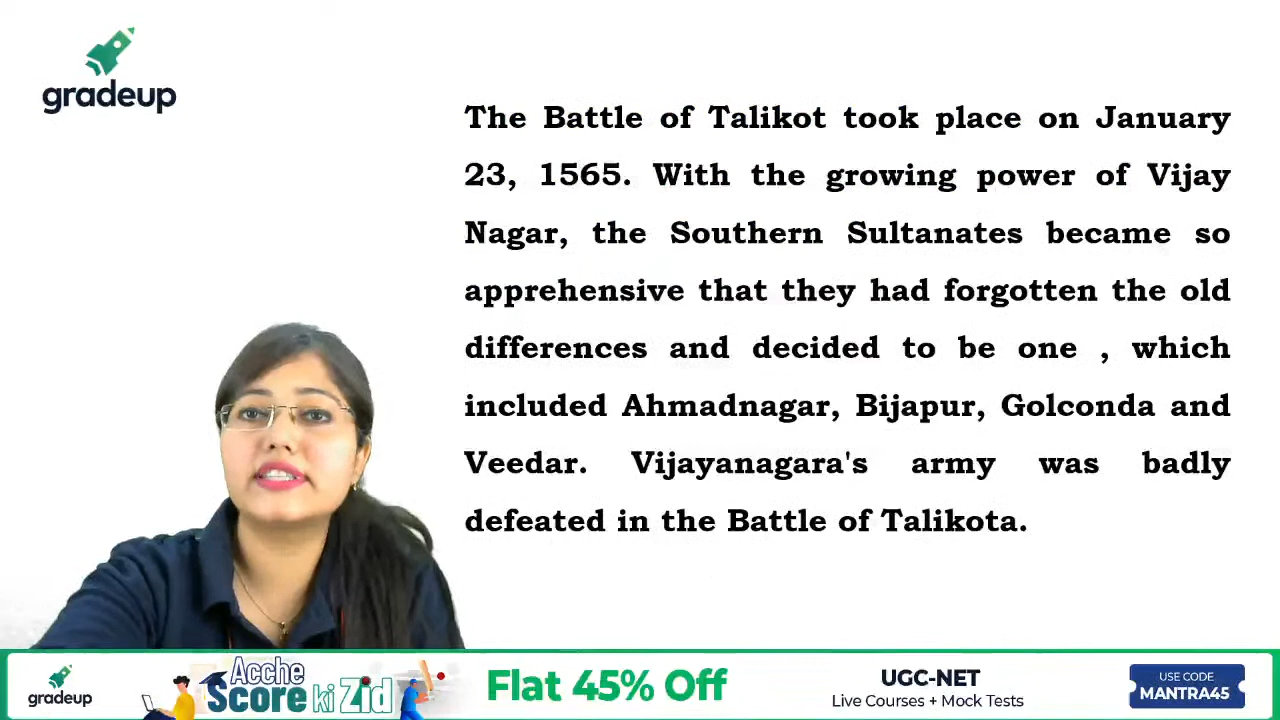 gradeup
The Battle of Talikot took place on January
23, 1565. With the growing power of Vijay
Nagar, the Southern Sultanates became so
apprehensive that they had forgotten the old
differences and decided to be one , which
included Ahmadnagar, Bijapur, Golconda and
Veedar. Vijayanagara's army was badly
defeated in the Battle of Talikota.
gradeup
Acche
Score ki Zid
Flat 45% Off
UGC-NET
Live Courses + Mock Tests
USE CODE
MANTRA45